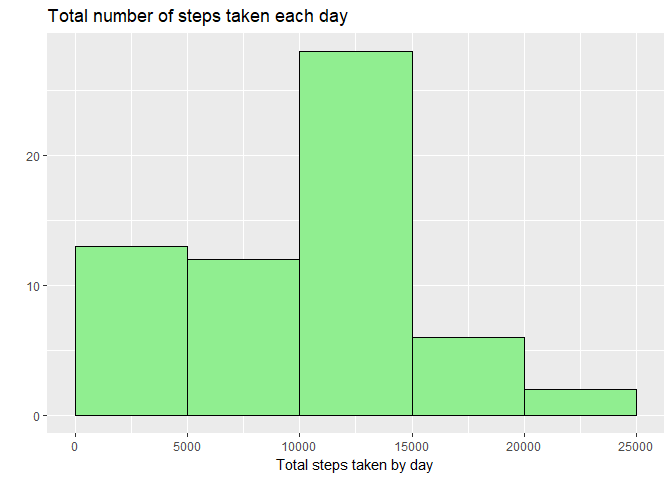 Total number of steps taken each day
20
10
0
0 5000 10000 15000 20000 25000
Total steps taken by day